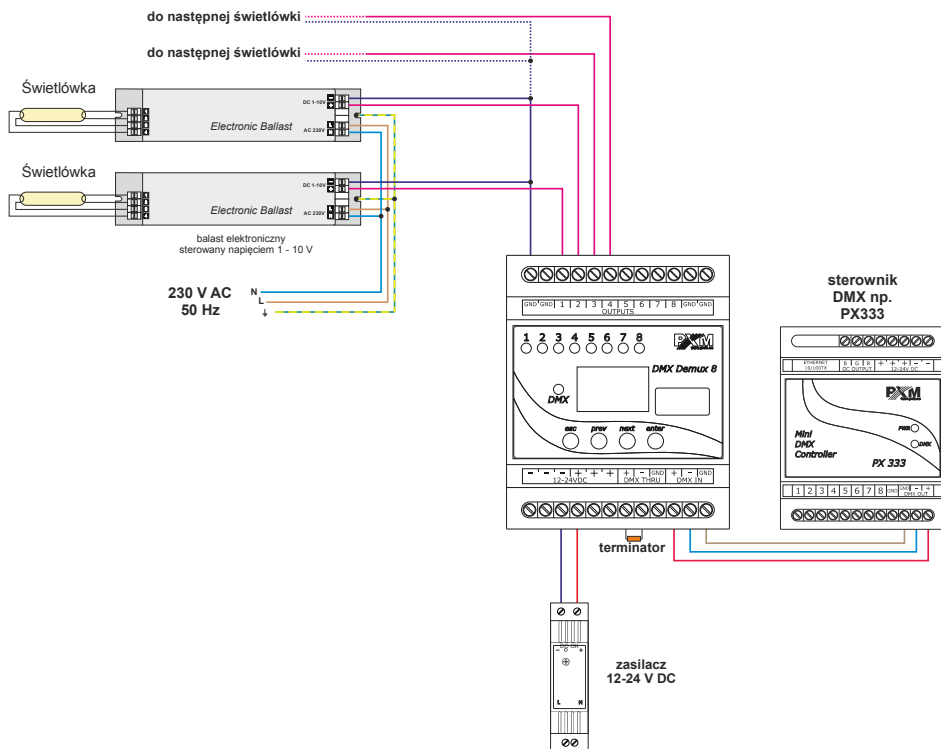 do następnej świetlówki
do następnej świetlówki
Świetlówka
DC 1-10V
Electronic Ballast
AC 230V
Świetlówka
DC 1-10V
Electronic Ballast
AC 230V
balast elektroniczny
sterowany napięciem 1 - 10 V
230 V AC
50 Hz
N
L
GND GND 1 2 3 4 5 6 7 8 GND GND
OUTPUTS
1 2 3 4 5 6 7 8
PXM
DMX Demux 8
DMX
esc prev next enter
- - - + + + + - GND + - GND
12-24VDC DMX THRU DMX IN
terminator
sterownik
DMX np.
PX333
ETHERNET
10/100TX
B G R + + + - -
OC OUTPUT 12-24V DC
PXM
PWR
DMX
Mini
DMX
Controller
PX 333
1 2 3 4 5 6 7 8 GND GND - +
DMX OUT
- +
L N
zasilacz
12-24 V DC